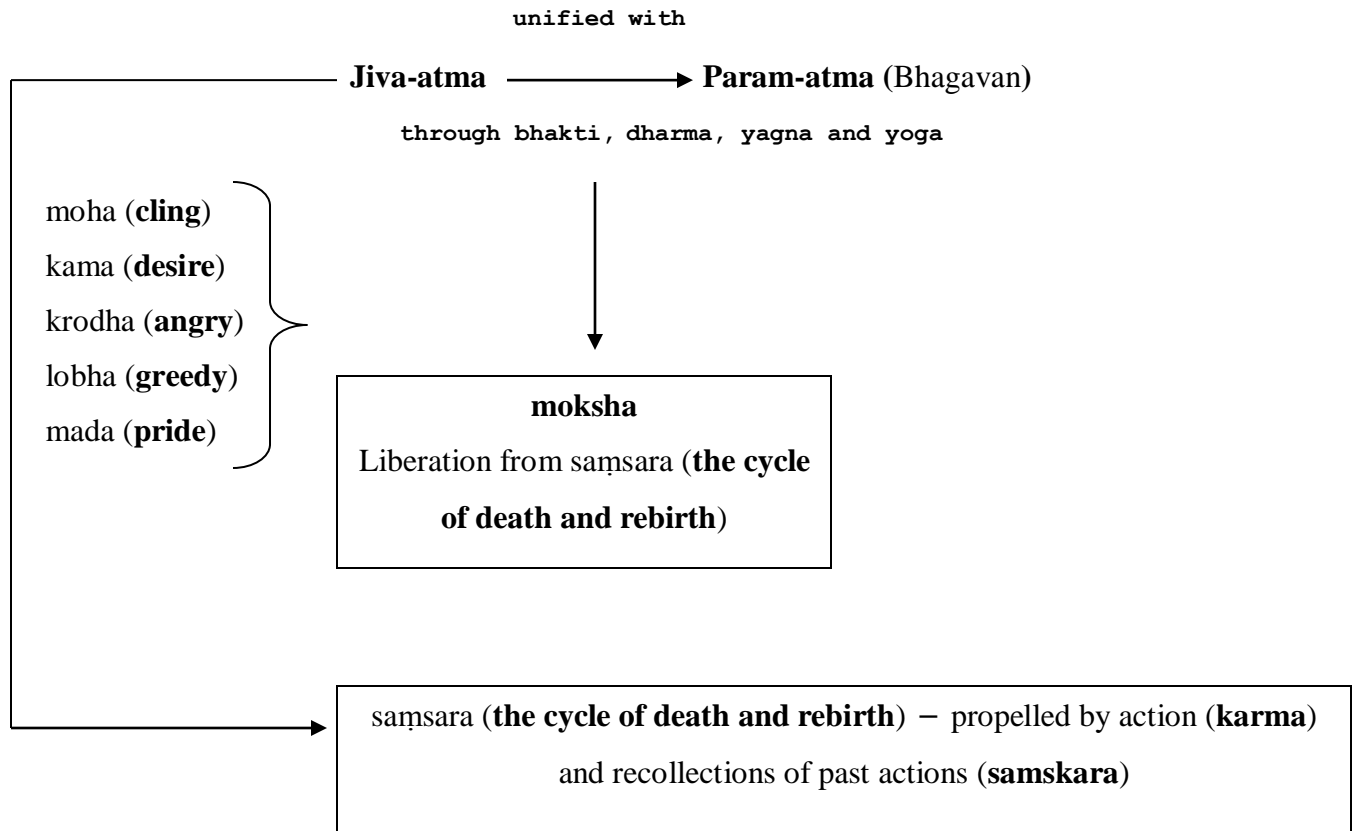 unified with
Jiva-atma Param-atma (Bhagavan)
through bhakti, dharma, yagna and yoga
moha (cling)
kama (desire)
krodha (angry)
lobha (greedy)
mada (pride)
moksha
Liberation from saṃsara (the cycle
of death and rebirth)
saṃsara (the cycle of death and rebirth) – propelled by action (karma)
and recollections of past actions (samskara)